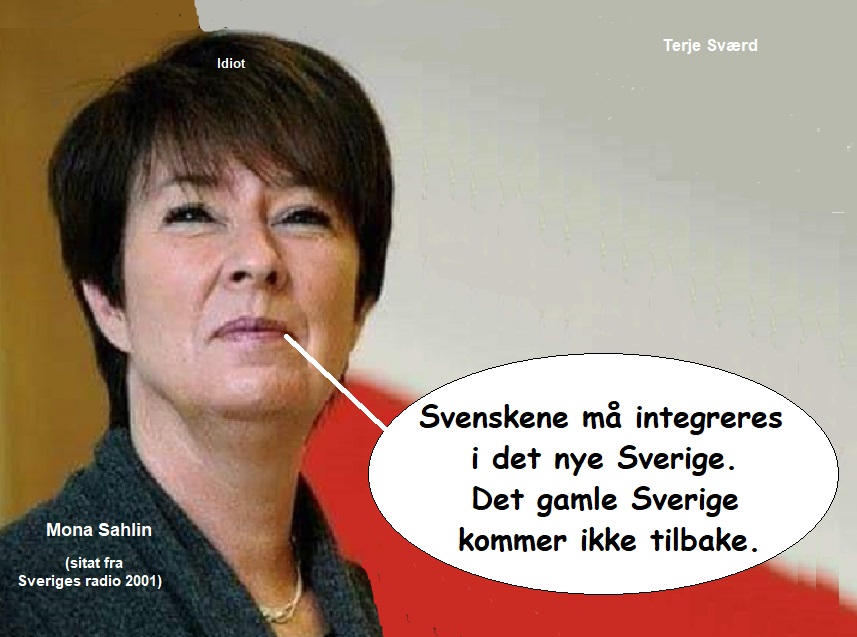 Idiot
Terje Sværd
Svenskene må integreres
i det nye Sverige.
Det gamle Sverige
kommer ikke tilbake.
Mona Sahlin
(sitat fra
Sveriges radio 2001)